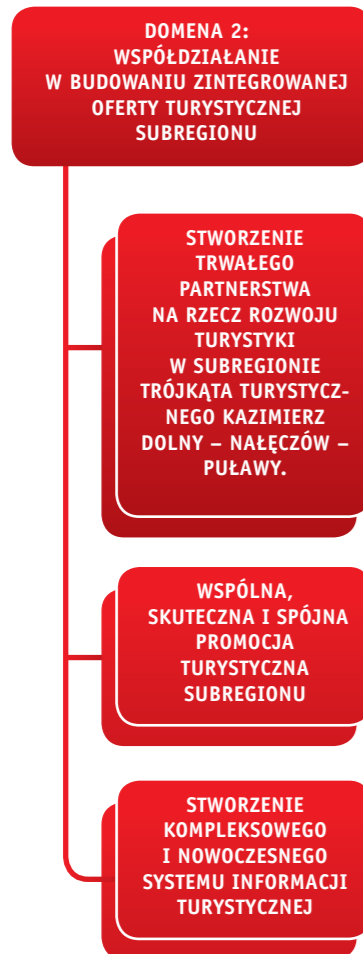 DOMENA 2:
WSPÓŁDZIAŁANIE
W BUDOWANIU ZINTEGROWANEJ
OFERTY TURYSTYCZNEJ
SUBREGIONU
STWORZENIE
TRWAŁEGO
PARTNERSTWA
NA RZECZ ROZWOJU
TURYSTYKI
W SUBREGIONIE
TRÓJKĄTA TURYSTYCZ-
NEGO KAZIMIERZ
DOLNY – NAŁĘCZÓW –
PUŁAWY.
WSPÓLNA,
SKUTECZNA I SPÓJNA
PROMOCJA
TURYSTYCZNA
SUBREGIONU
STWORZENIE
KOMPLEKSOWEGO
I NOWOCZESNEGO
SYSTEMU INFORMACJI
TURYSTYCZNEJ